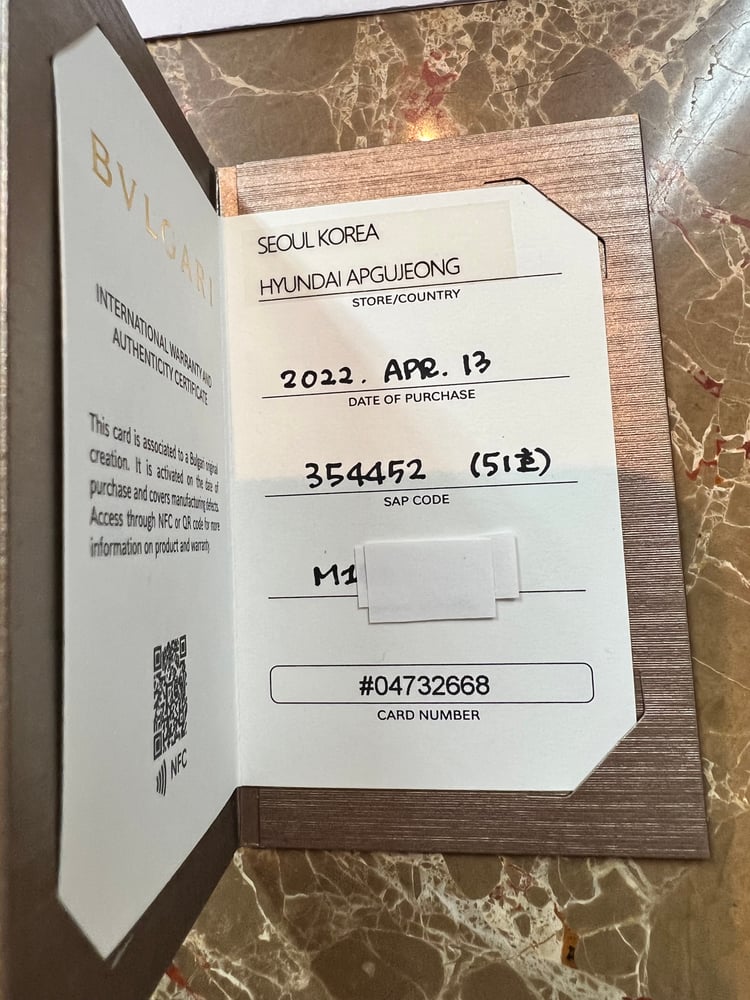 BVLGARI
INTERNATIONAL WARRANTY AND
AUTHENTICITY CERTIFICATE
This card is associated to a Bulgari original
creation. It is activated on the date of
purchase and covers manufacturing defects.
Access through NFC or QR code for more
information on product and warranty
NFC
SEOUL KOREA
HYUNDAI APGUJEONG
STORE/COUNTRY
2022. APR. 13
DATE OF PURCHASE
354452 (51호)
SAP CODE
M1
#04732668
CARD NUMBER